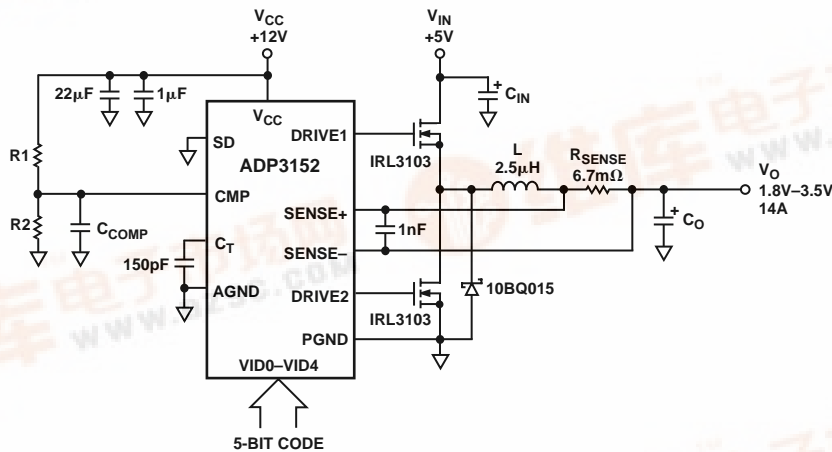 VCC
+12V
VIN
+5V
22µF
1µF
+
CIN
VCC
SD
DRIVE1
IRL3103
ADP3152
L
2.5µH
RSENSE
6.7mΩ
VO
1.8V–3.5V
14A
R1
CMP
R2
CCOMP
SENSE+
1nF
+
CO
CT
SENSE–
150pF
DRIVE2
10BQ015
AGND
IRL3103
PGND
VID0–VID4
5-BIT CODE